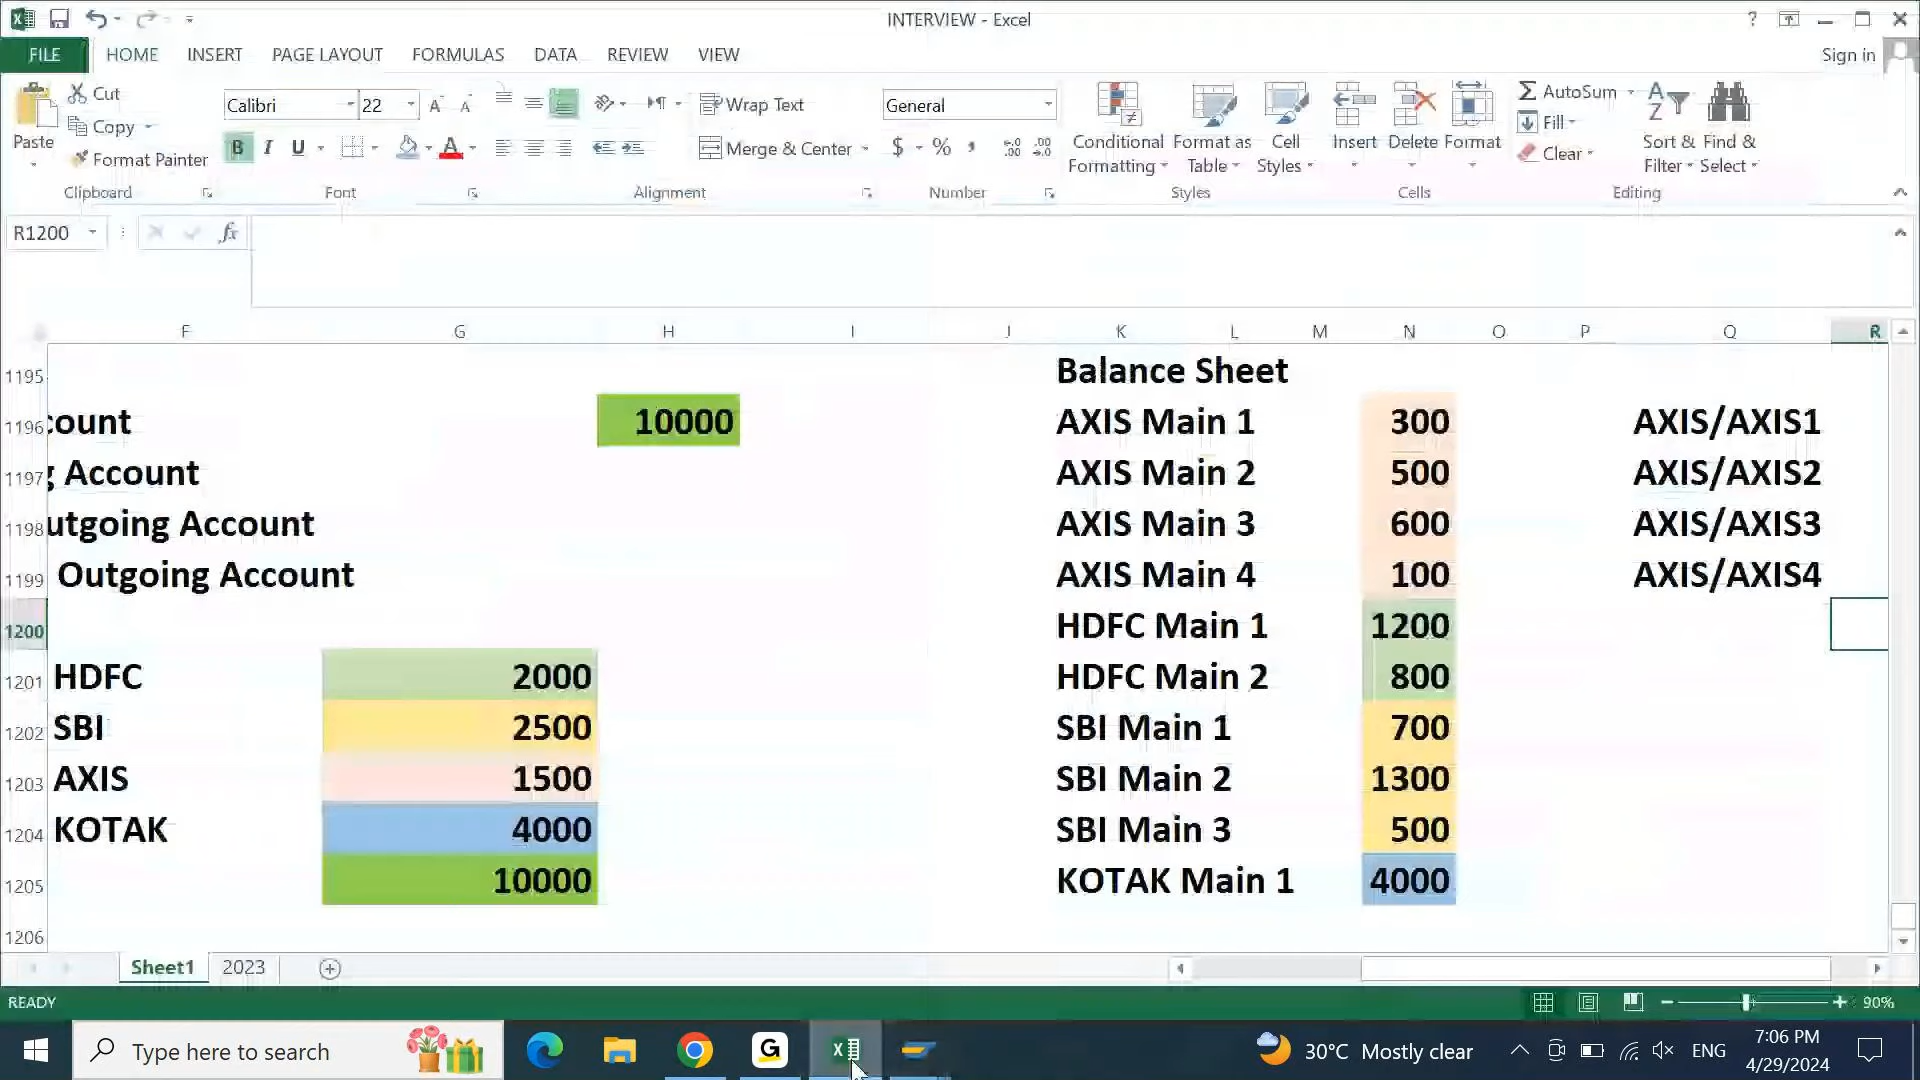 INTERVIEW - Excel
?
FILE HOME INSERT PAGE LAYOUT FORMULAS DATA REVIEW VIEW Sign in
Paste
Cut
Copy
Format Painter
Clipboard
Calibri 22
B I U
Font
Wrap Text
Merge & Center
Alignment
General
$ % ,
Number
Conditional Formatting
Format as Table
Cell Styles
Styles
Insert
Delete
Format
Cells
AutoSum
Fill
Clear
Sort & Filter
Find & Select
Editing
R1200 fx
F G H I J K L M N O P Q R
1195 Balance Sheet
1196 count 10000 AXIS Main 1 300 AXIS/AXIS1
1197 g Account AXIS Main 2 500 AXIS/AXIS2
1198 utgoing Account AXIS Main 3 600 AXIS/AXIS3
1199 Outgoing Account AXIS Main 4 100 AXIS/AXIS4
1200 HDFC Main 1 1200
1201 HDFC 2000 HDFC Main 2 800
1202 SBI 2500 SBI Main 1 700
1203 AXIS 1500 SBI Main 2 1300
1204 KOTAK 4000 SBI Main 3 500
1205 10000 KOTAK Main 1 4000
1206
Sheet1 2023
READY 90%
Type here to search
30°C Mostly clear
ENG
7:06 PM
4/29/2024